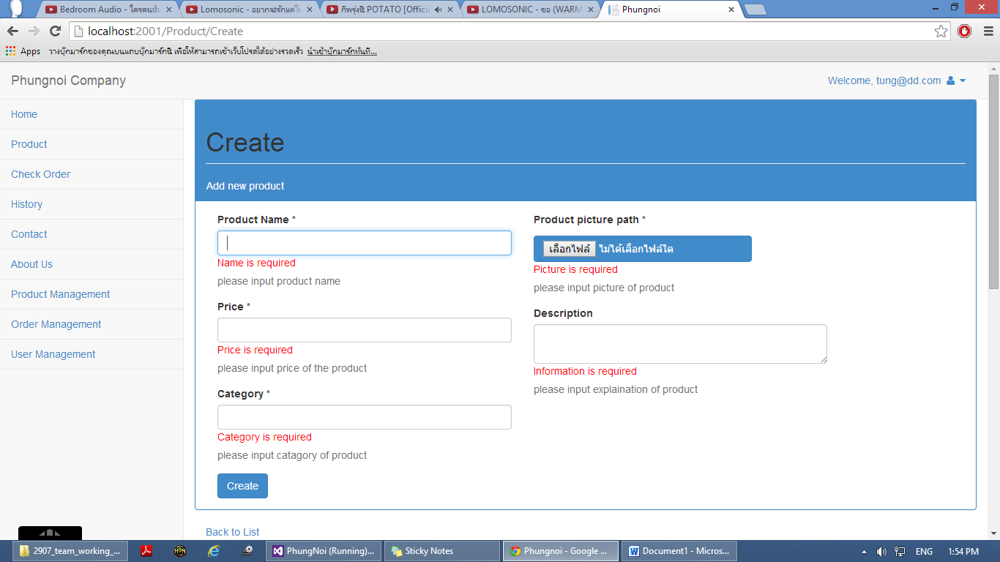 Bedroom Audio - ใครคนนั้น
Lomosonic - อยากจะรักแค่ไ
กีพรุ่งนี้ POTATO [Officia
LOMOSONIC - ขอ (WARM
Phungnoi
localhost:2001/Product/Create
Apps วางบุ๊กมาร์กของคุณบนแถบบุ๊กมาร์กนี้ เพื่อให้สามารถเข้าเว็บโปรดได้อย่างรวดเร็ว นำเข้าบุ๊กมาร์กทันที...
Phungnoi Company
Welcome, tung@dd.com
Home
Product
Check Order
History
Contact
About Us
Product Management
Order Management
User Management
Create
Add new product
Product Name *
Name is required
please input product name
Price *
Price is required
please input price of the product
Category *
Category is required
please input catagory of product
Create
Product picture path *
เลือกไฟล์ ไม่ได้เลือกไฟล์ใด
Picture is required
please input picture of product
Description
Information is required
please input explaination of product
Back to List
2907_team_working_...
HON
PhungNoi (Running)...
Sticky Notes
Phungnoi - Google ...
Document1 - Micros...
ENG
1:54 PM